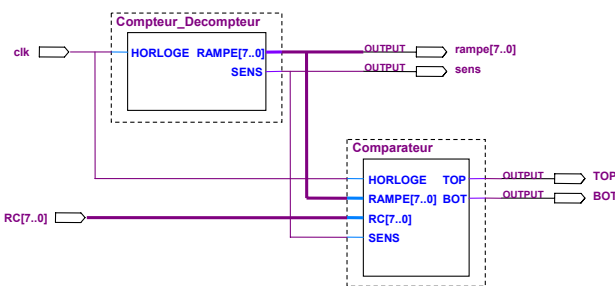 Compteur_Decompteur
clk
HORLOGE RAMPE[7..0]
OUTPUT
rampe[7..0]
SENS
OUTPUT
sens
Comparateur
HORLOGE TOP
OUTPUT
TOP
RAMPE[7..0] BOT
OUTPUT
BOT
RC[7..0]
RC[7..0]
SENS